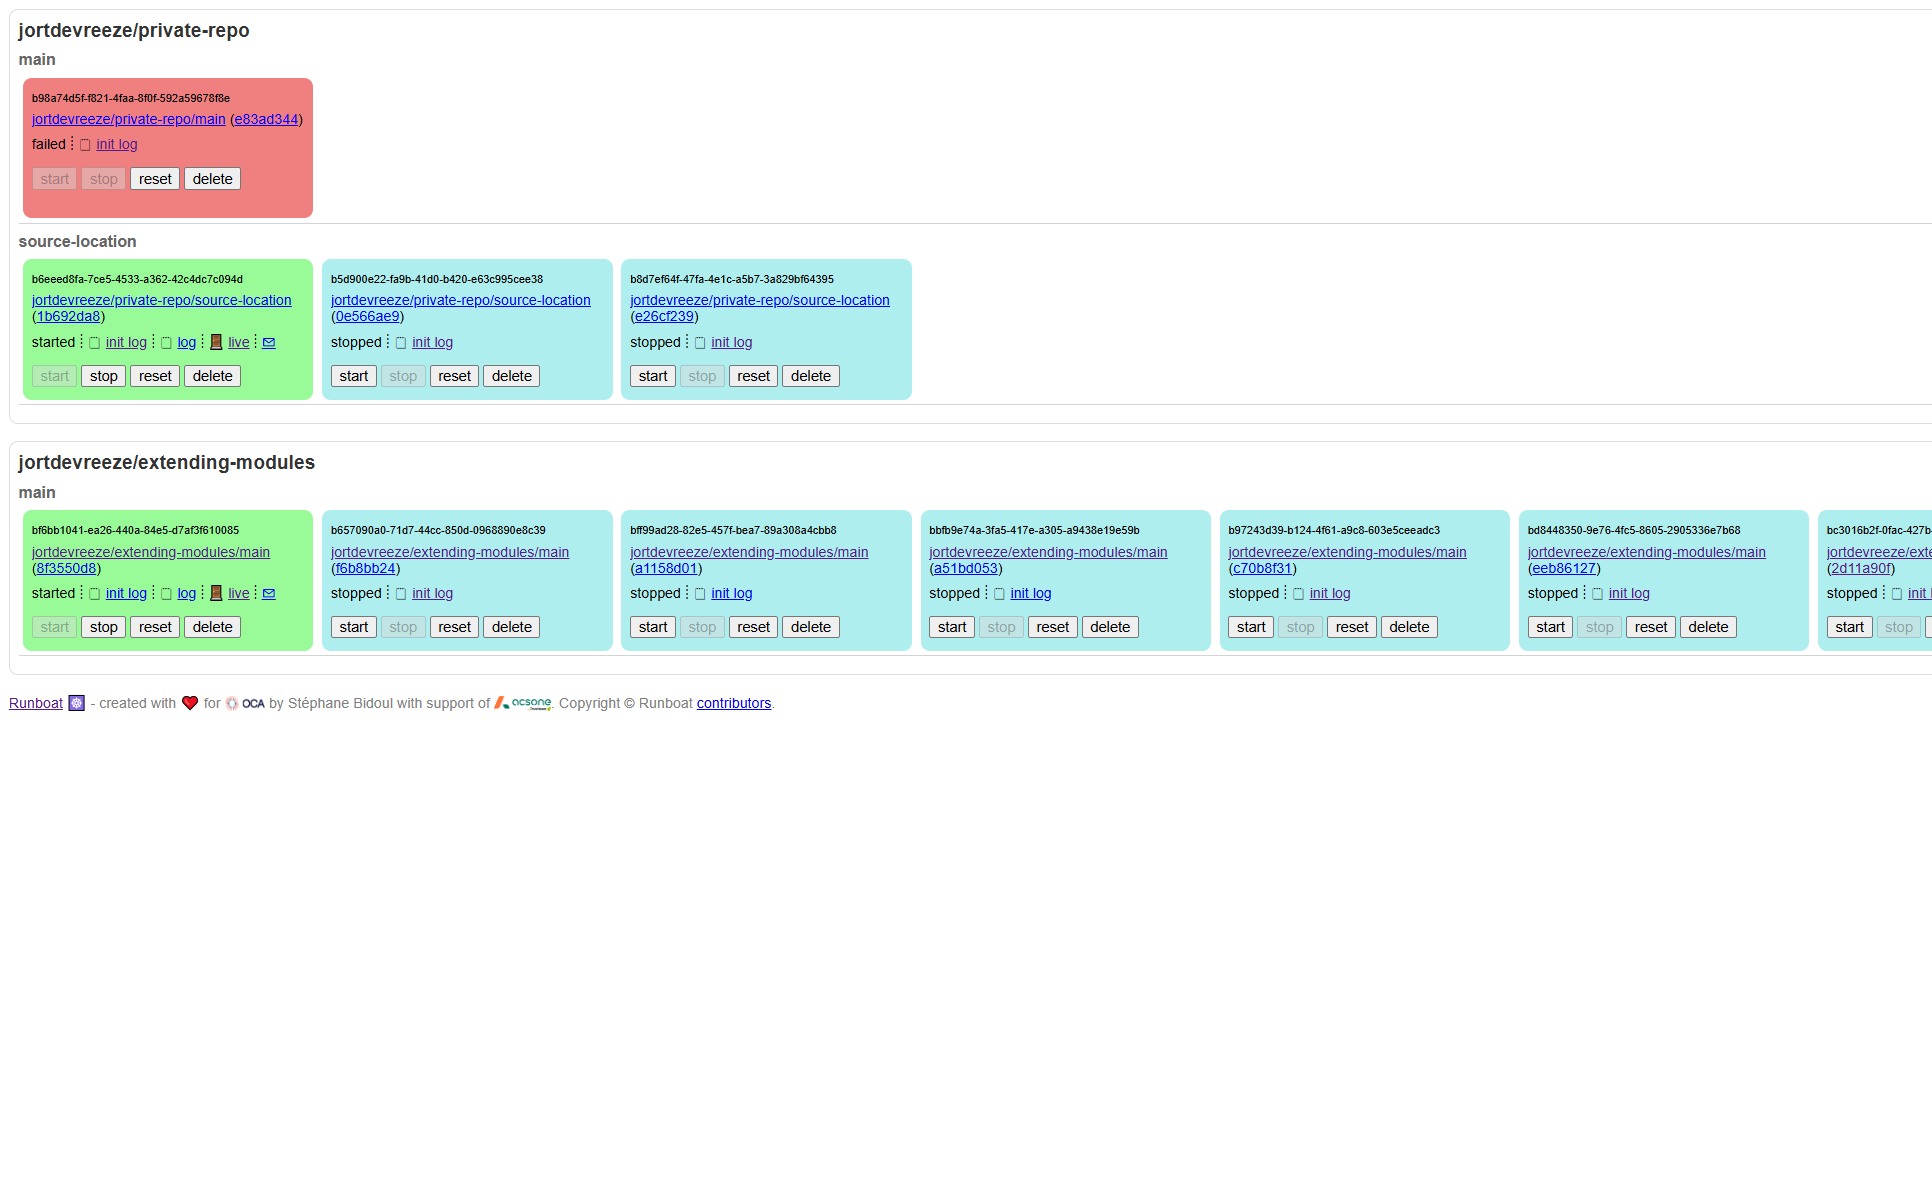 jortdevreeze/private-repo
main
b98a74d5f-f821-4faa-8f0f-592a59678f8e
jortdevreeze/private-repo/main (e83ad344)
failed init log
start stop reset delete
source-location
b6eeed8fa-7ce5-4533-a362-42c4dc7c094d
jortdevreeze/private-repo/source-location
(1b692da8)
started init log log live
start stop reset delete
b5d900e22-fa9b-41d0-b420-e63c995cee38
jortdevreeze/private-repo/source-location
(0e566ae9)
stopped init log
start stop reset delete
b8d7ef64f-47fa-4e1c-a5b7-3a829bf64395
jortdevreeze/private-repo/source-location
(e26cf239)
stopped init log
start stop reset delete
jortdevreeze/extending-modules
main
bf6bb1041-ea26-440a-84e5-d7af3f610085
jortdevreeze/extending-modules/main
(8f3550d8)
started init log log live
start stop reset delete
b657090a0-71d7-44cc-850d-0968890e8c39
jortdevreeze/extending-modules/main
(f6b8bb24)
stopped init log
start stop reset delete
bff99ad28-82e5-457f-bea7-89a308a4cbb8
jortdevreeze/extending-modules/main
(a1158d01)
stopped init log
start stop reset delete
bbfb9e74a-3fa5-417e-a305-a9438e19e59b
jortdevreeze/extending-modules/main
(a51bd053)
stopped init log
start stop reset delete
b97243d39-b124-4f61-a9c8-603e5ceeadc3
jortdevreeze/extending-modules/main
(c70b8f31)
stopped init log
start stop reset delete
bd8448350-9e76-4fc5-8605-2905336e7b68
jortdevreeze/extending-modules/main
(eeb86127)
stopped init log
start stop reset delete
bc3016b2f-0fac-427b-
jortdevreeze/exte
(2d11a90f)
stopped init
start stop
Runboat - created with for OCA by Stéphane Bidoul with support of acsone. Copyright © Runboat contributors.